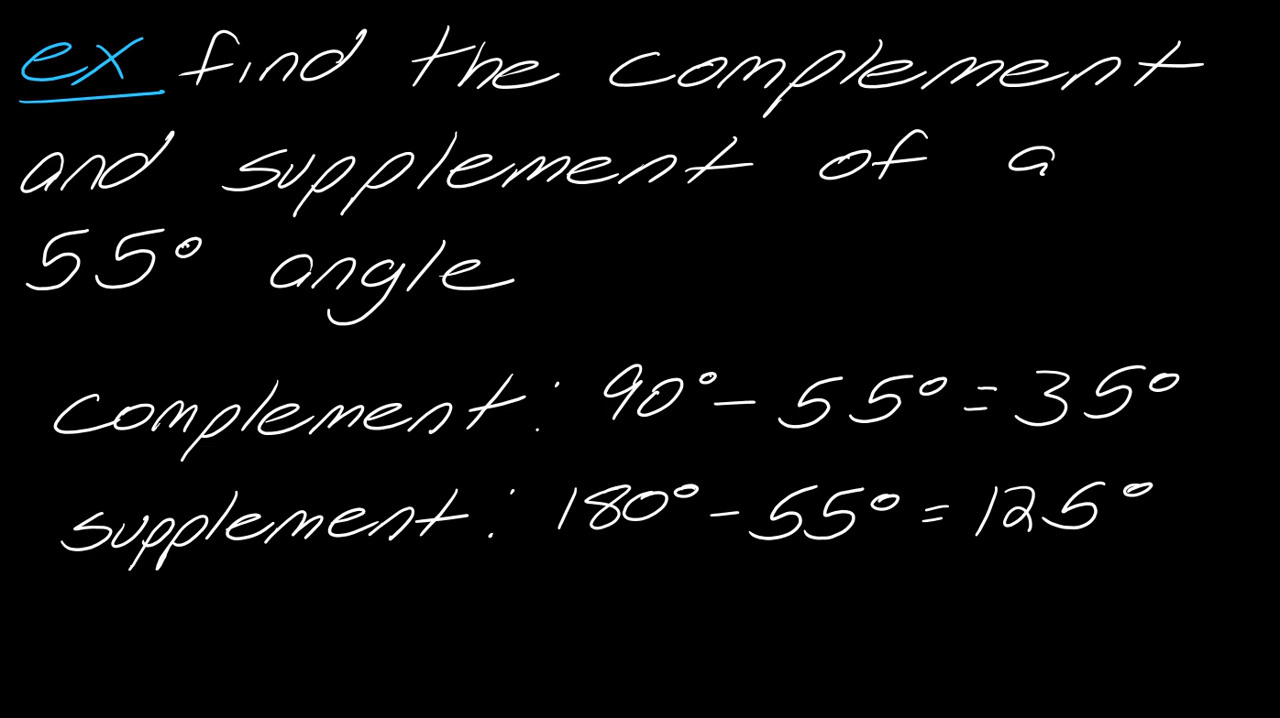 ex find the complement
and supplement of a
55° angle
complement: 90° - 55° = 35°
supplement: 180° - 55° = 125°